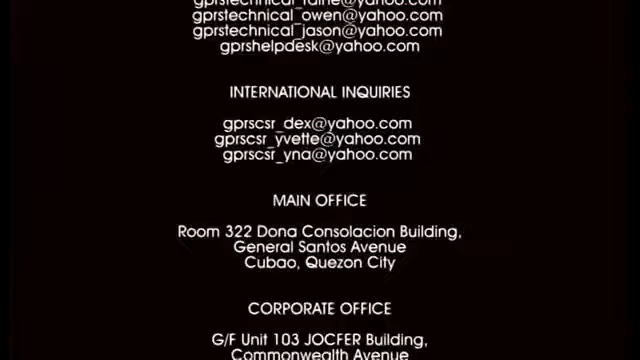 gprstechnical_owen@yahoo.com
gprstechnical_jason@yahoo.com
gprshelpdesk@yahoo.com
INTERNATIONAL INQUIRIES
gprscsr_dex@yahoo.com
gprscsr_yvette@yahoo.com
gprscsr_yna@yahoo.com
MAIN OFFICE
Room 322 Dona Consolacion Building,
General Santos Avenue
Cubao, Quezon City
CORPORATE OFFICE
G/F Unit 103 JOCFER Building,
Commonwealth Avenue